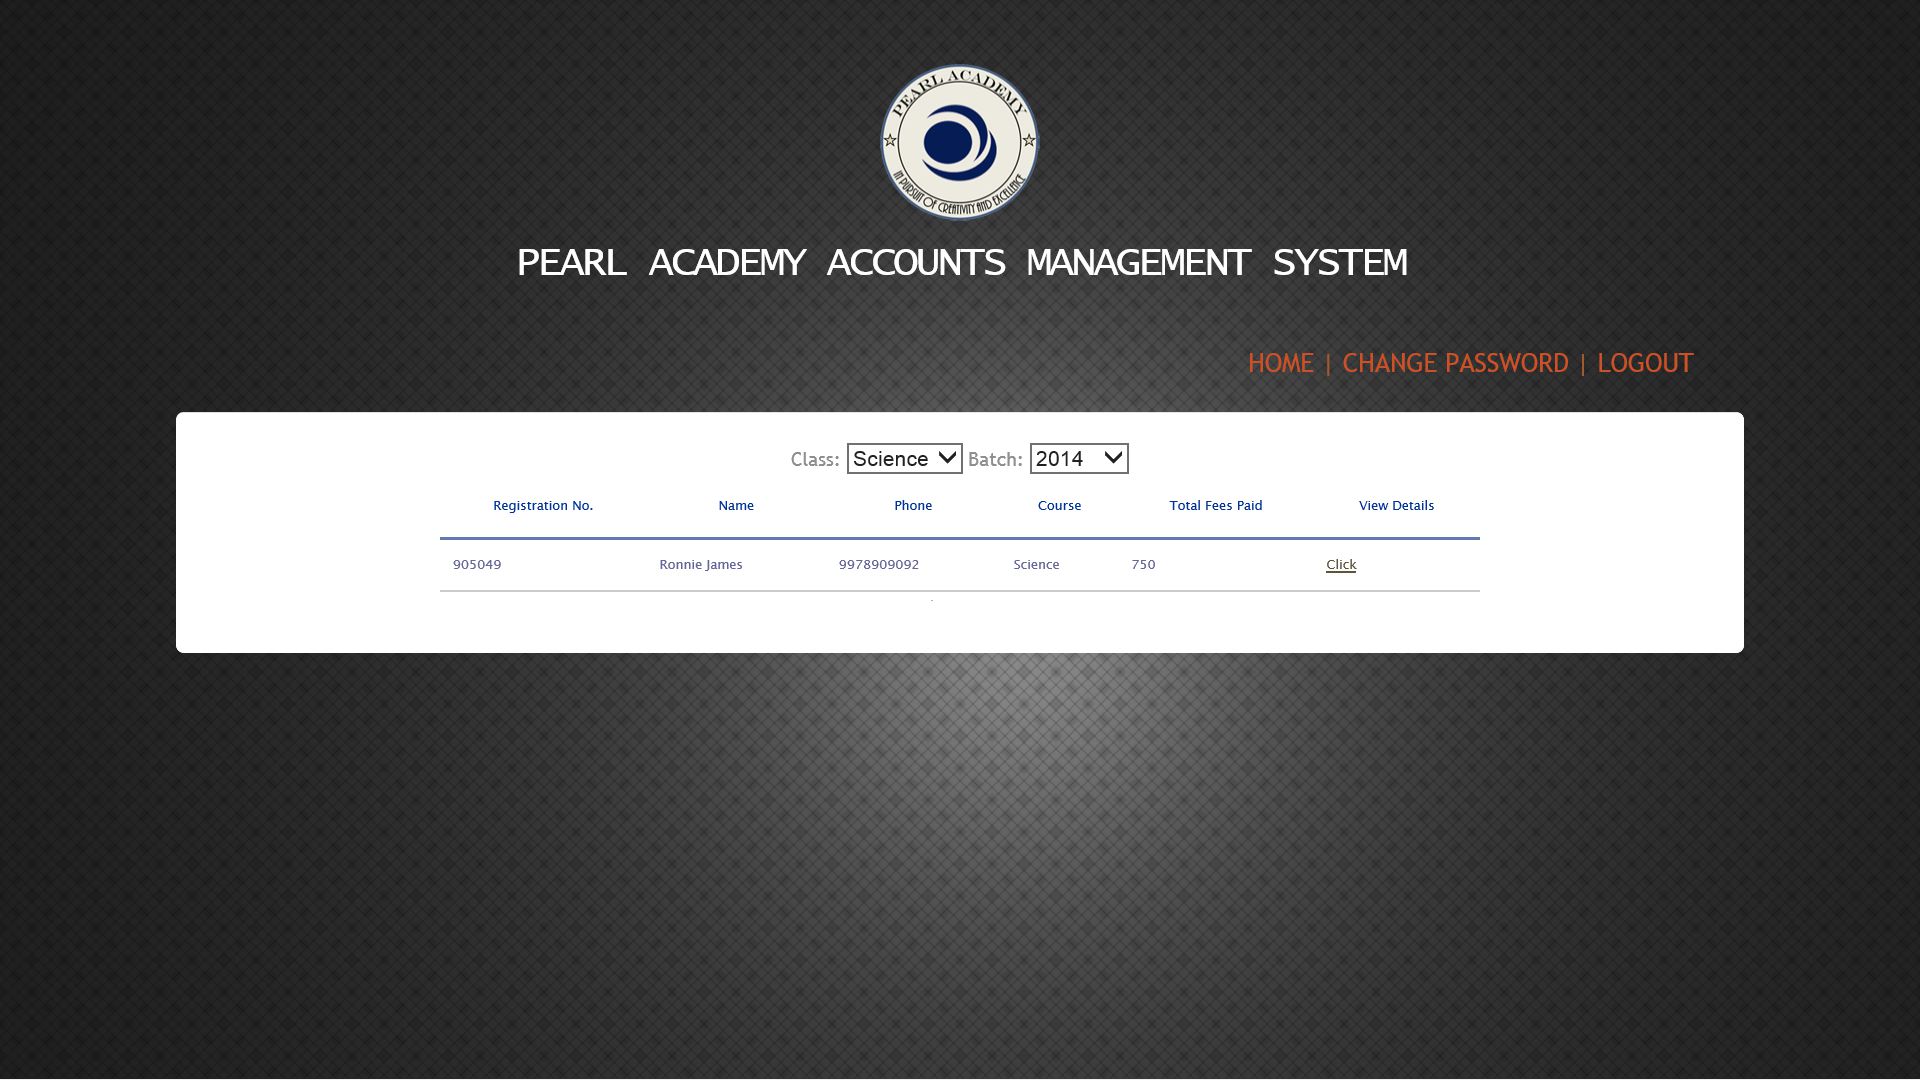 PEARL ACADEMY
IN PURSUIT OF CREATIVITY AND EXCELLENCE
PEARL ACADEMY ACCOUNTS MANAGEMENT SYSTEM
HOME | CHANGE PASSWORD | LOGOUT
Class: Science Batch: 2014
Registration No. Name Phone Course Total Fees Paid View Details
905049 Ronnie James 9978909092 Science 750 Click